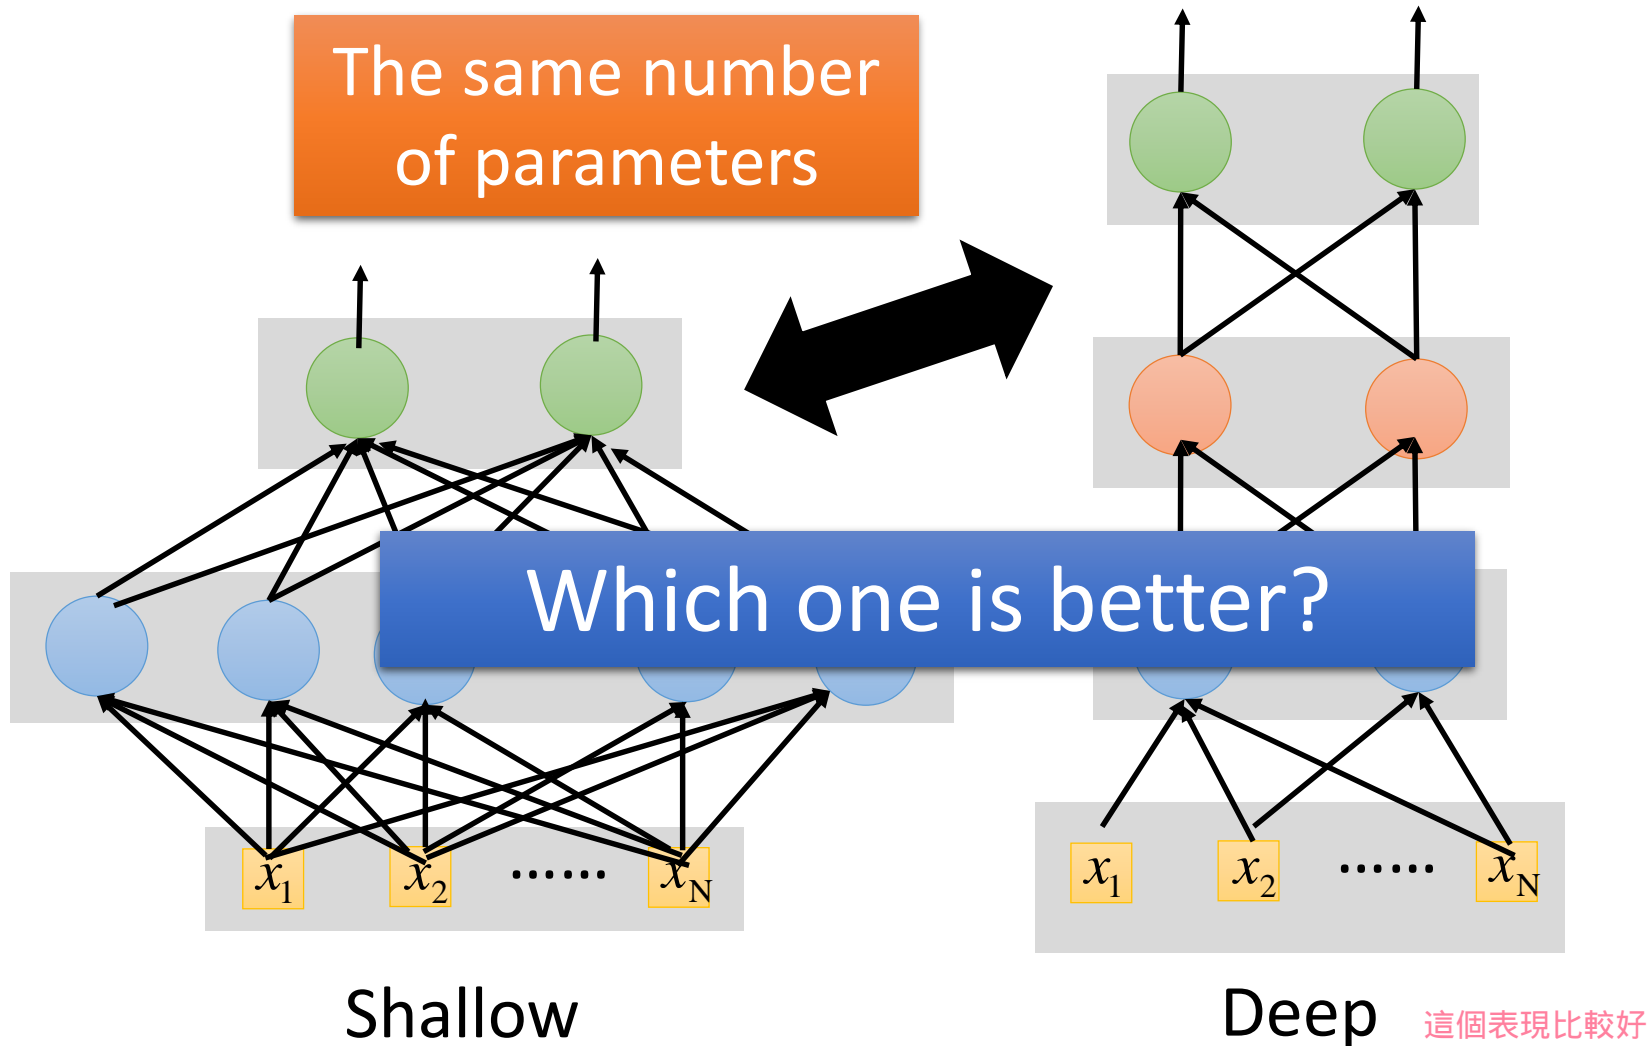 The same number
of parameters
Which one is better?
x1 x2 …… xN
x1 x2 …… xN
Shallow
Deep
這個表現比較好